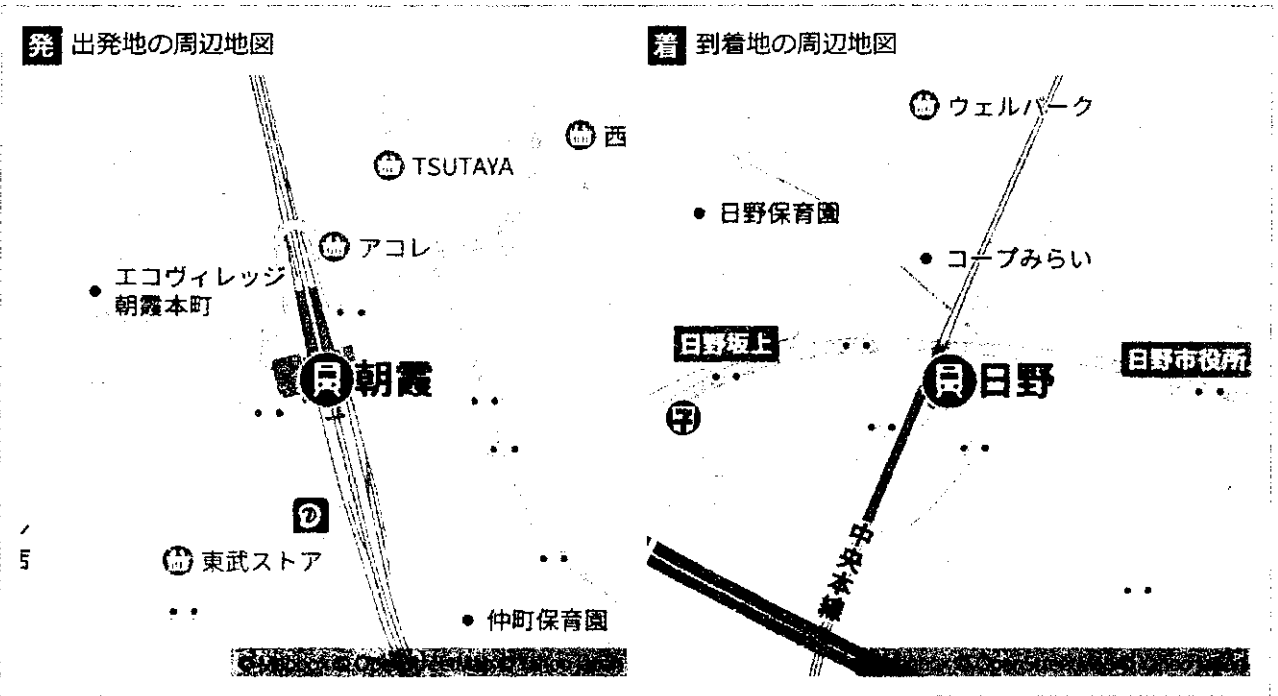 発 出発地の周辺地図
西
TSUTAYA
アコレ
エコヴィレッジ
朝霞本町
朝霞
東武ストア
仲町保育園
着 到着地の周辺地図
ウェルパーク
日野保育園
コープみらい
日野坂上
日野市役所
日野
中央本線